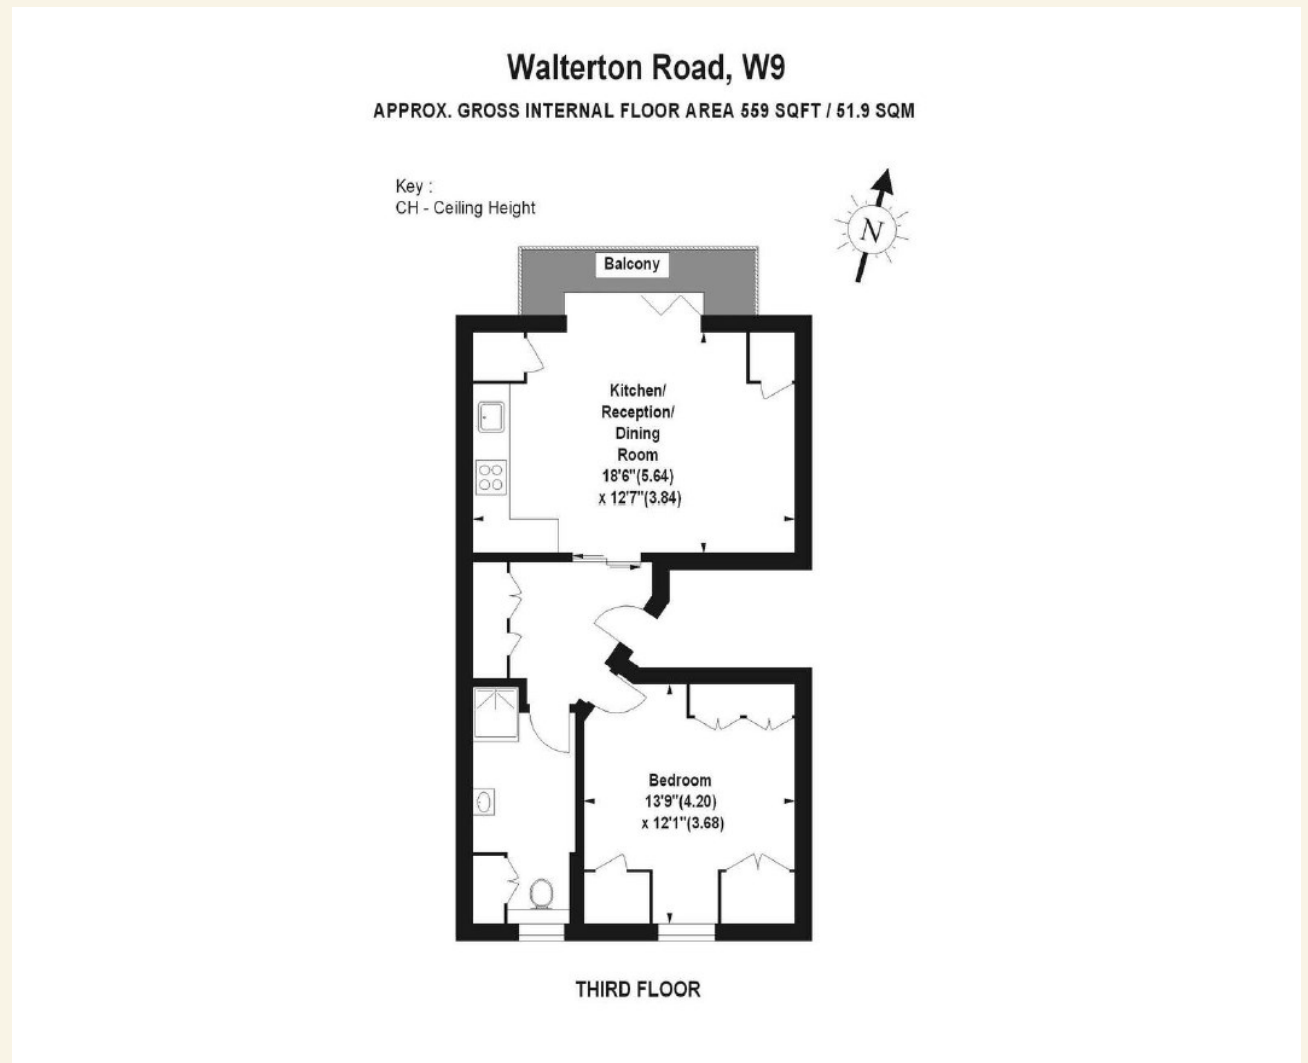 Walterton Road, W9
APPROX. GROSS INTERNAL FLOOR AREA 559 SQFT / 51.9 SQM
Key :
CH - Ceiling Height
N
Balcony
Kitchen/
Reception/
Dining
Room
18'6"(5.64)
x 12'7"(3.84)
Bedroom
13'9"(4.20)
x 12'1"(3.68)
THIRD FLOOR